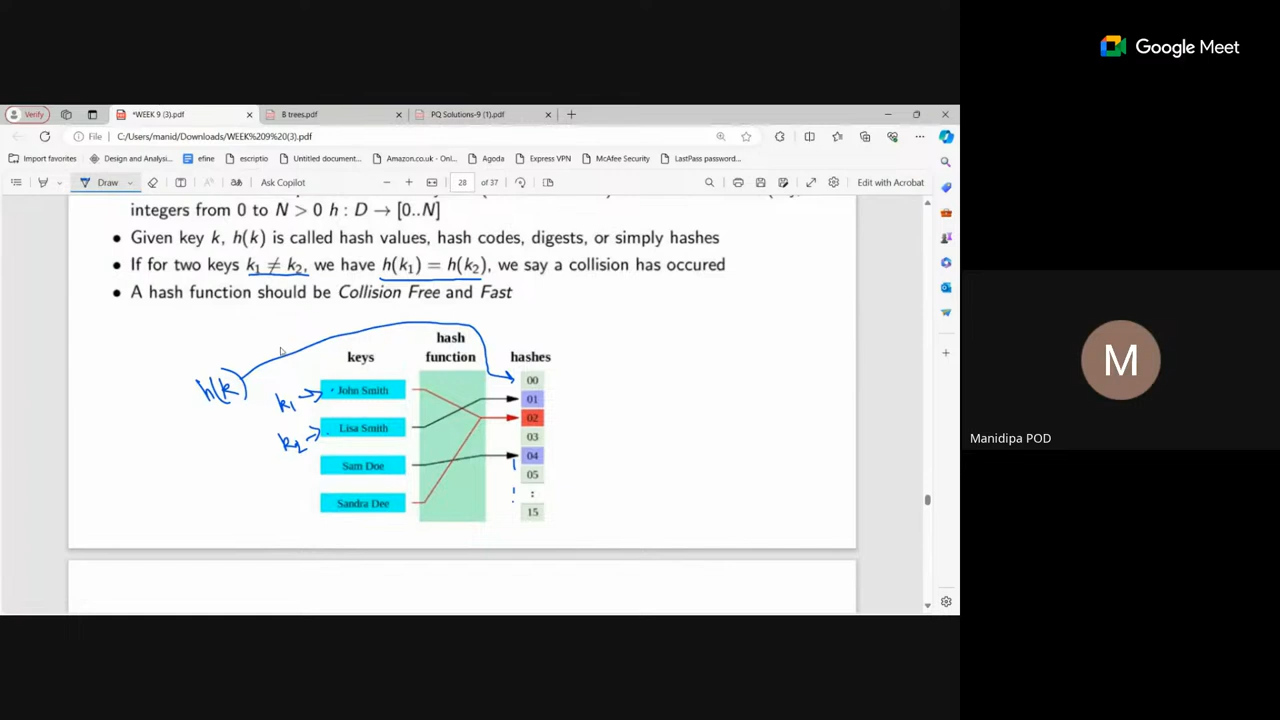 Google Meet
Verify
*WEEK 9 (3).pdf
B trees.pdf
PQ Solutions-9 (1).pdf
File
C:/Users/manid/Downloads/WEEK%209%20(3).pdf
Import favorites
Design and Analysi...
efine
escriptio
Untitled document...
Amazon.co.uk - Onl...
Agoda
Express VPN
McAfee Security
LastPass password...
Draw
Ask Copilot
28 of 37
Edit with Acrobat
integers from 0 to N > 0 h : D → [0..N]
• Given key k, h(k) is called hash values, hash codes, digests, or simply hashes
• If for two keys k₁ ≠ k₂, we have h(k₁) = h(k₂), we say a collision has occured
• A hash function should be Collision Free and Fast
keys
hash
function
hashes
h(k)
k₁
k₂
John Smith
Lisa Smith
Sam Doe
Sandra Dee
00
01
02
03
04
05
:
15
M
Manidipa POD